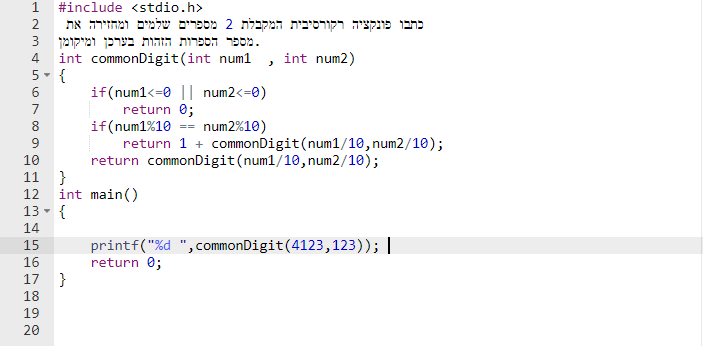 1 #include <stdio.h>
2 כתבו פונקציה רקורסיבית המקבלת 2 מספרים שלמים ומחזירה את
3 מספר הספרות הזהות בערכן ומיקומן.
4 int commonDigit(int num1  , int num2)
5 {
6     if(num1<=0 || num2<=0)
7         return 0;
8     if(num1%10 == num2%10)
9         return 1 + commonDigit(num1/10,num2/10);
10     return commonDigit(num1/10,num2/10);
11 }
12 int main()
13 {
14
15     printf("%d ",commonDigit(4123,123));
16     return 0;
17 }
18
19
20